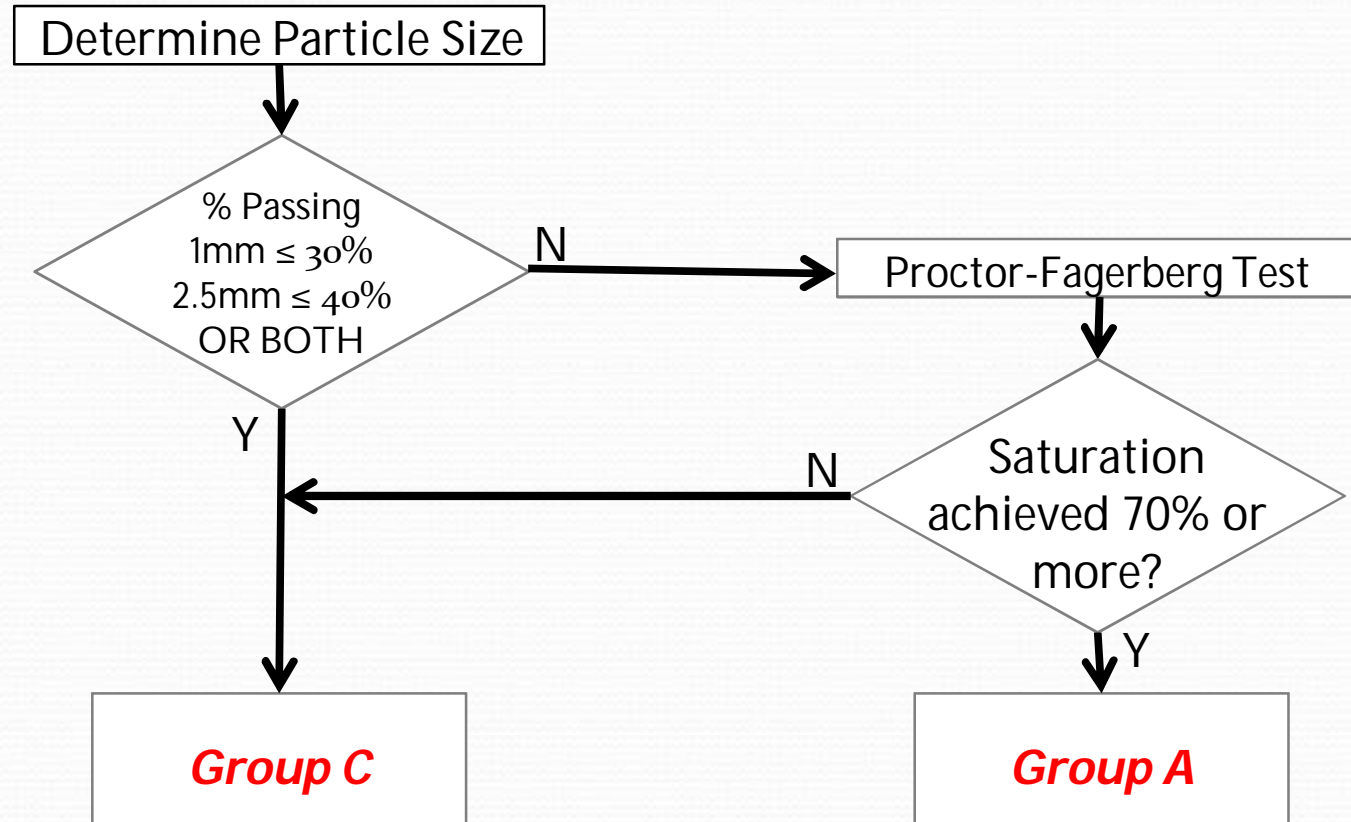 Determine Particle Size
% Passing
1mm ≤ 30%
2.5mm ≤ 40%
OR BOTH
N
Proctor-Fagerberg Test
Y
N
Saturation
achieved 70% or
more?
Y
Group C
Group A